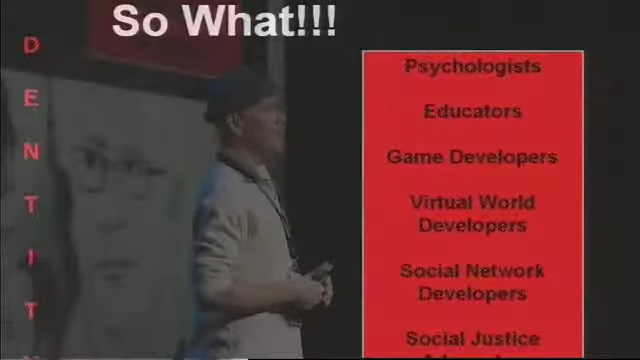 So What!!!
D
E
N
T
I
T
Psychologists
Educators
Game Developers
Virtual World
Developers
Social Network
Developers
Social Justice